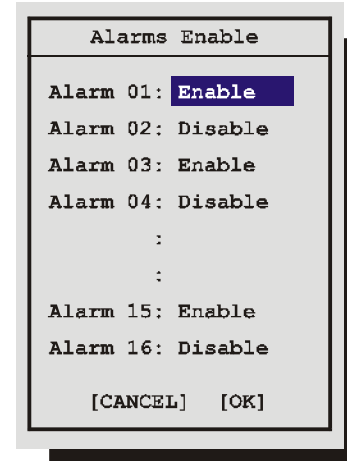 Alarms Enable
Alarm 01: Enable
Alarm 02: Disable
Alarm 03: Enable
Alarm 04: Disable
:
:
Alarm 15: Enable
Alarm 16: Disable
[CANCEL] [OK]